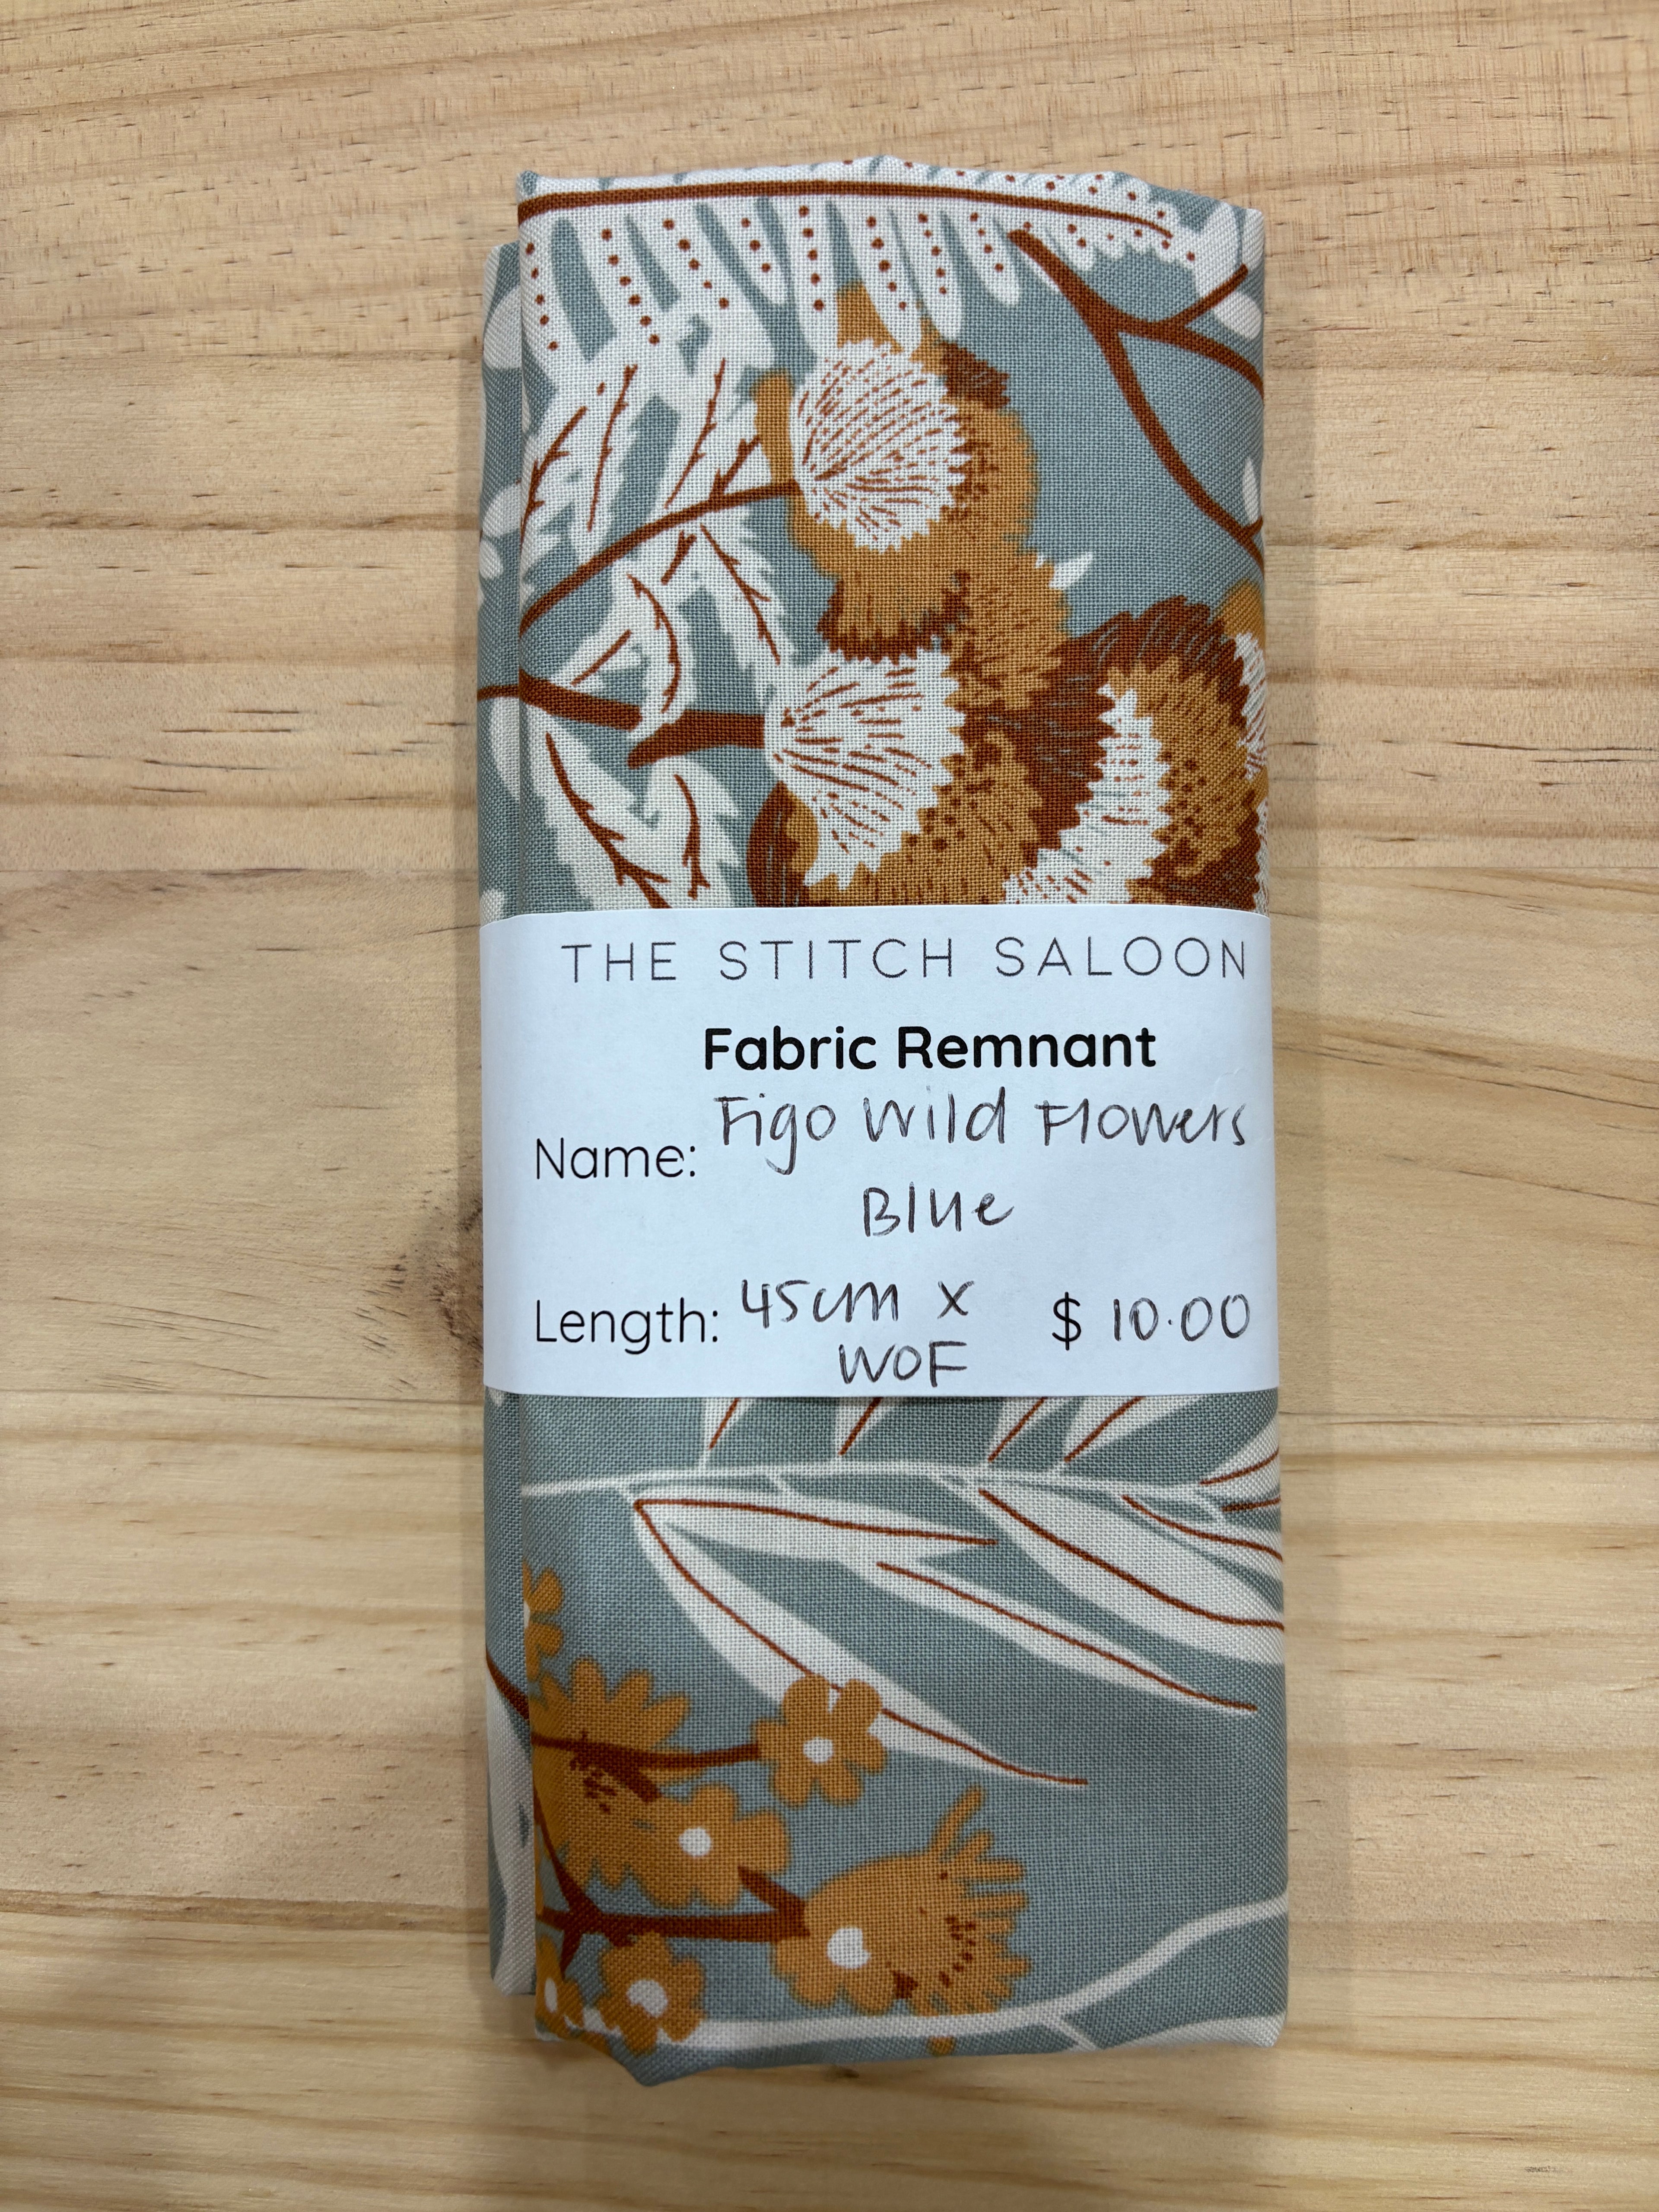 THE STITCH SALOON
Fabric Remnant
Name: Figo Wild Flowers
Blue
Length: 45cm x $ 10.00
WOF